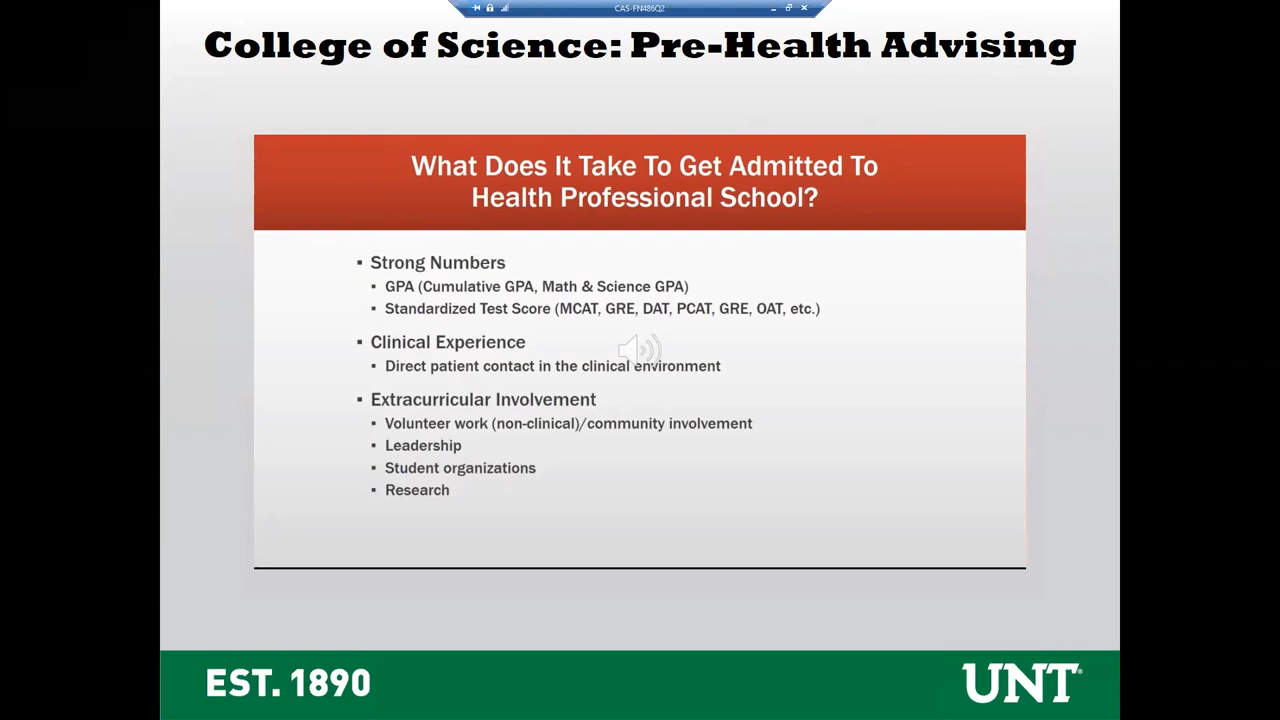 CAS-FN486Q2
College of Science: Pre-Health Advising
What Does It Take To Get Admitted To
Health Professional School?
▪ Strong Numbers
▪ GPA (Cumulative GPA, Math & Science GPA)
▪ Standardized Test Score (MCAT, GRE, DAT, PCAT, GRE, OAT, etc.)
▪ Clinical Experience
▪ Direct patient contact in the clinical environment
▪ Extracurricular Involvement
▪ Volunteer work (non-clinical)/community involvement
▪ Leadership
▪ Student organizations
▪ Research
EST. 1890
UNT®